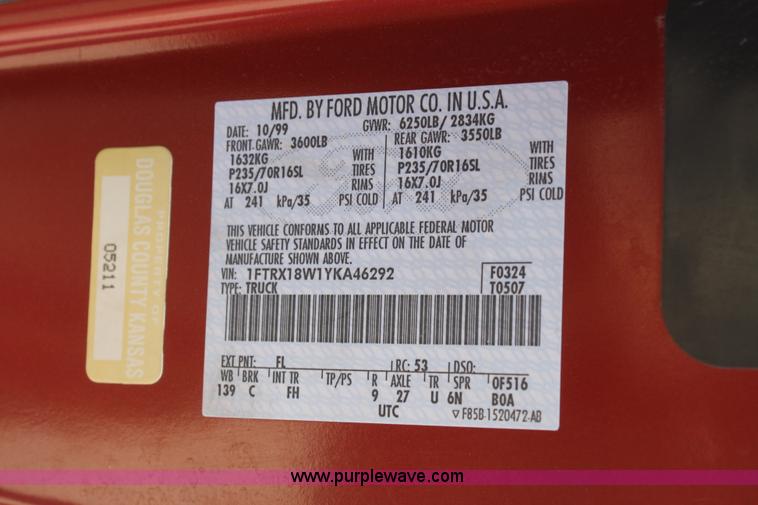 MFD. BY FORD MOTOR CO. IN U.S.A.
DATE: 10/99 GVWR: 6250LB/ 2834KG
FRONT GAWR: 3600LB REAR GAWR: 3550LB
1632KG WITH 1610KG WITH
P235/70R16SL TIRES P235/70R16SL TIRES
16X7.0J RIMS 16X7.0J RIMS
AT 241 kPa/35 PSI COLD AT 241 kPa/35 PSI COLD
THIS VEHICLE CONFORMS TO ALL APPLICABLE FEDERAL MOTOR
VEHICLE SAFETY STANDARDS IN EFFECT ON THE DATE OF
MANUFACTURE SHOWN ABOVE.
VIN: 1FTRX18W1YKA46292 F0324
TYPE: TRUCK T0507
EXT PNT: FL RC: 53 DSO:
WB BRK INT TR TP/PS R AXLE TR SPR 0F516
139 C FH 9 27 U 6N B0A
UTC ▽F85B-1520472-AB
PROPERTY OF
DOUGLAS COUNTY KANSAS
05211
www.purplewave.com